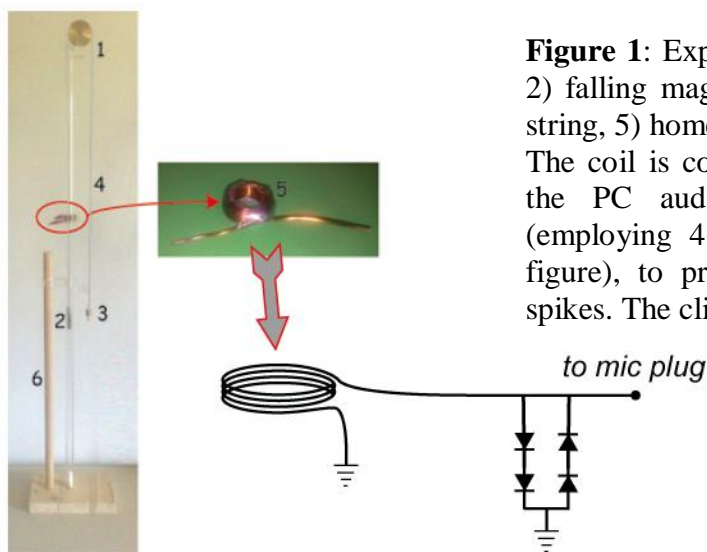 1
Figure 1: Exp
2) falling mag
string, 5) home
The coil is co
the PC aud
(employing 4
figure), to pr
spikes. The cli
4
5
2
3
6
to mic plug